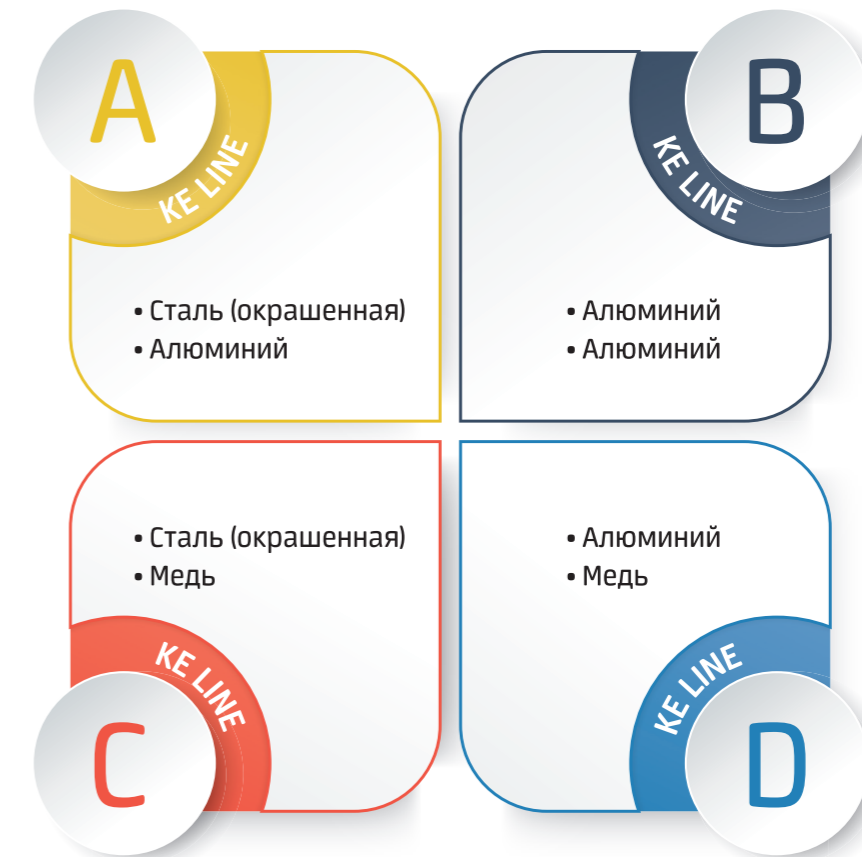 A
KE LINE
• Сталь (окрашенная)
• Алюминий
B
KE LINE
• Алюминий
• Алюминий
• Сталь (окрашенная)
• Медь
KE LINE
C
• Алюминий
• Медь
KE LINE
D